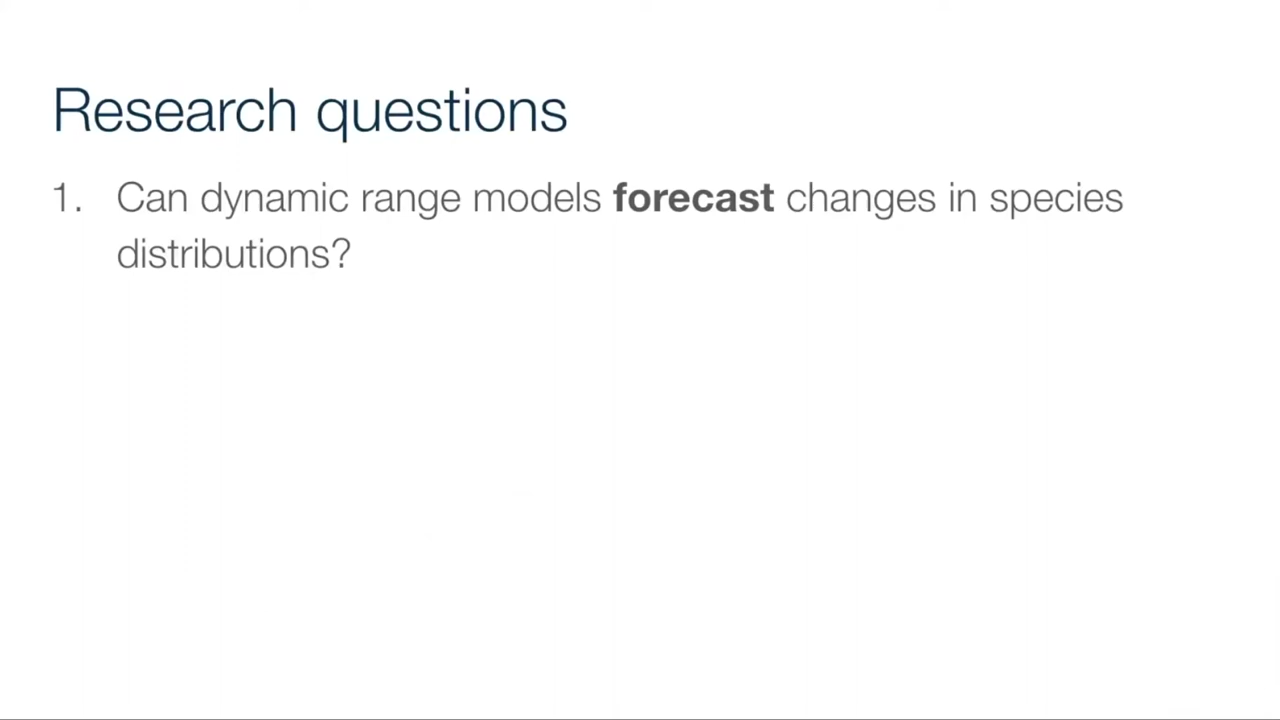 Research questions
1. Can dynamic range models forecast changes in species
distributions?